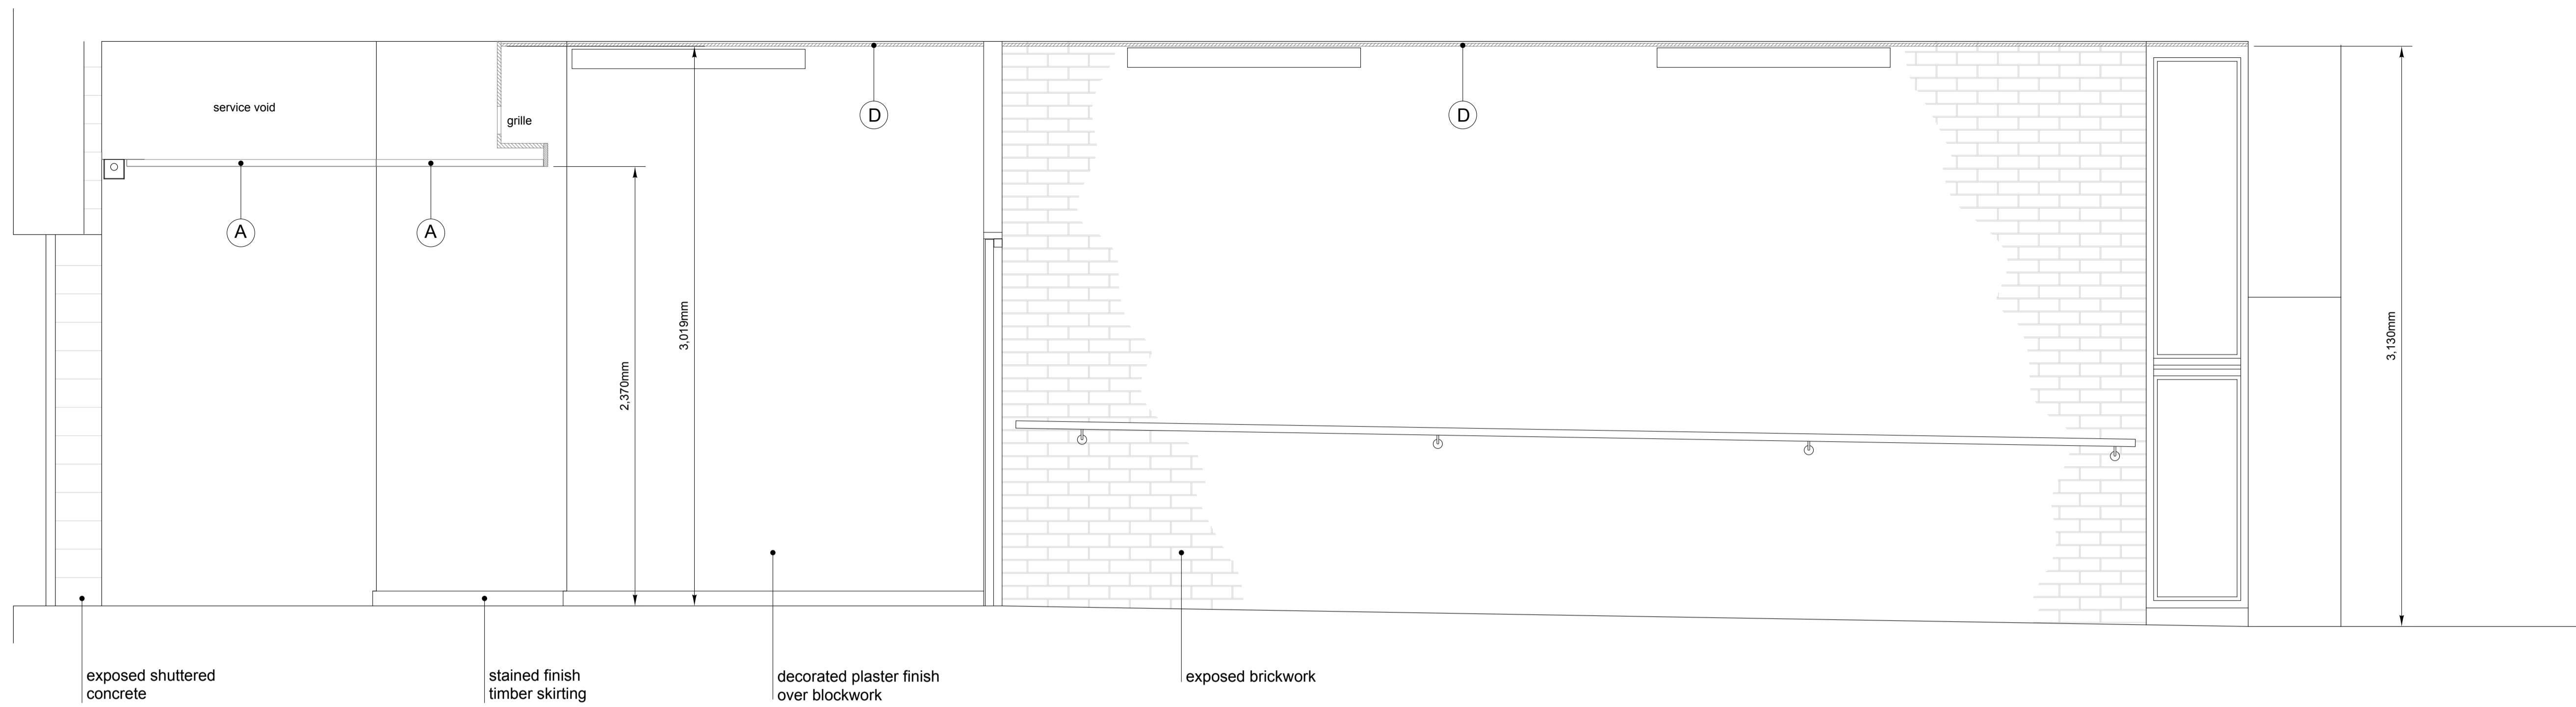 service void
grille
D
D
A
A
3,019mm
2,370mm
3,130mm
exposed shuttered
concrete
stained finish
timber skirting
decorated plaster finish
over blockwork
exposed brickwork